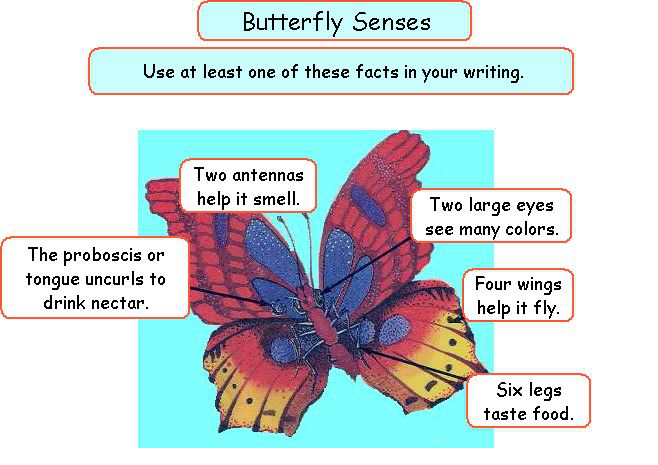 Butterfly Senses
Use at least one of these facts in your writing.
Two antennas
help it smell.
Two large eyes
see many colors.
The proboscis or
tongue uncurls to
drink nectar.
Four wings
help it fly.
Six legs
taste food.